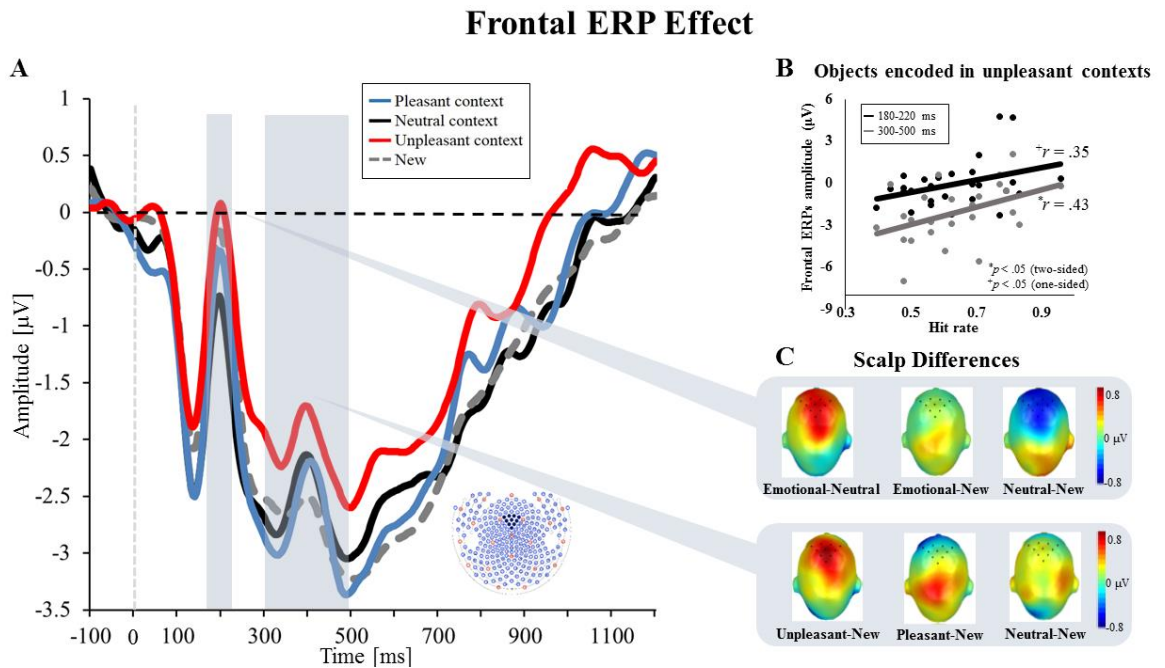 Frontal ERP Effect
A
Pleasant context
Neutral context
Unpleasant context
New
Amplitude [µV]
1
0.5
0
-0.5
-1
-1.5
-2
-2.5
-3
-3.5
-100 0 100 300 500 700 900 1100
Time [ms]
B Objects encoded in unpleasant contexts
180-220 ms
300-500 ms
Frontal ERPs amplitude (µV)
6
3
0
-3
-6
-9
+r = .35
*r = .43
*p < .05 (two-sided)
+p < .05 (one-sided)
0.3 0.5 0.7 0.9
Hit rate
C Scalp Differences
0.8
0 µV
-0.8
Emotional-Neutral Emotional-New Neutral-New
0.8
0 µV
-0.8
Unpleasant-New Pleasant-New Neutral-New